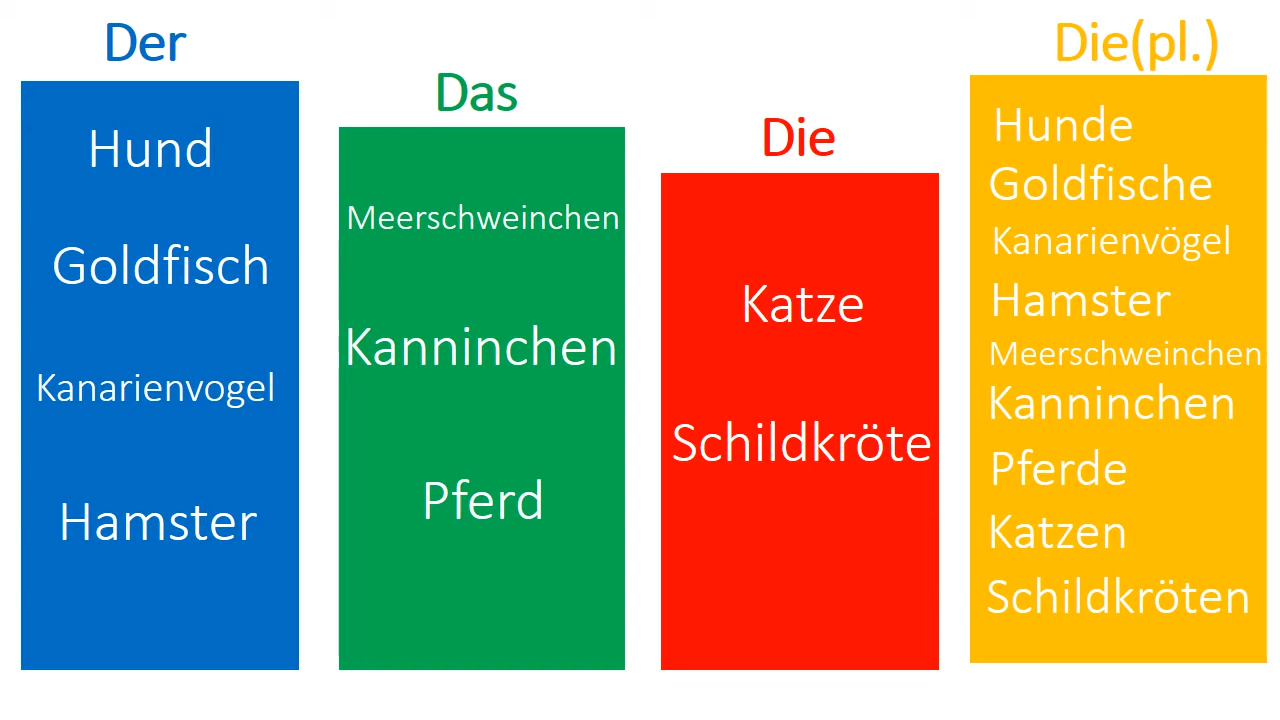 Der
Hund
Goldfisch
Kanarienvogel
Hamster
Das
Meerschweinchen
Kanninchen
Pferd
Die
Katze
Schildkröte
Die(pl.)
Hunde
Goldfische
Kanarienvögel
Hamster
Meerschweinchen
Kanninchen
Pferde
Katzen
Schildkröten